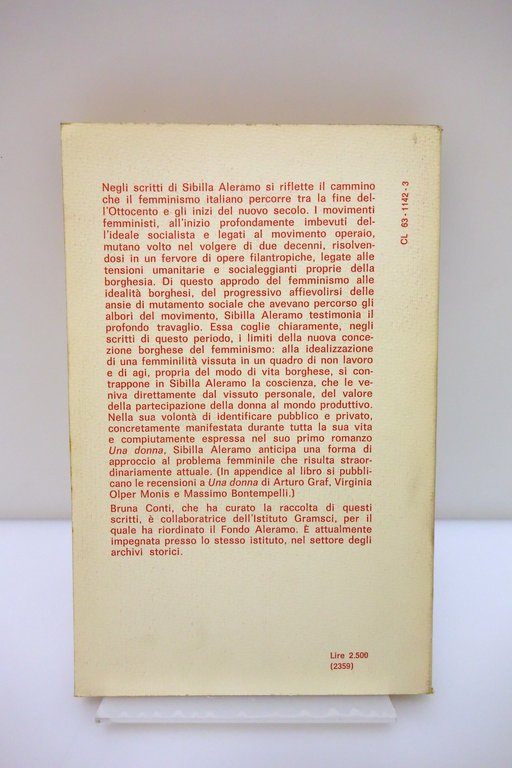 Negli scritti di Sibilla Aleramo si riflette il cammino
che il femminismo italiano percorre tra la fine del-
l'Ottocento e gli inizi del nuovo secolo. I movimenti
femministi, all'inizio profondamente imbevuti del-
l'ideale socialista e legati al movimento operaio,
mutano volto nel volgere di due decenni, risolven-
dosi in un fervore di opere filantropiche, legate alle
tensioni umanitarie e socialeggianti proprie della
borghesia. Di questo approdo del femminismo alle
idealità borghesi, del progressivo affievolirsi delle
ansie di mutamento sociale che avevano percorso gli
albori del movimento, Sibilla Aleramo testimonia il
profondo travaglio. Essa coglie chiaramente, negli
scritti di questo periodo, i limiti della nuova conce-
zione borghese del femminismo: alla idealizzazione
di una femminilità vissuta in un quadro di non lavoro
e di agi, propria del modo di vita borghese, si con-
trappone in Sibilla Aleramo la coscienza, che le ve-
niva direttamente dal vissuto personale, del valore
della partecipazione della donna al mondo produttivo.
Nella sua volontà di identificare pubblico e privato,
concretamente manifestata durante tutta la sua vita
e compiutamente espressa nel suo primo romanzo
Una donna, Sibilla Aleramo anticipa una forma di
approccio al problema femminile che risulta straor-
dinariamente attuale. (In appendice al libro si pubbli-
cano le recensioni a Una donna di Arturo Graf, Virginia
Olper Monis e Massimo Bontempelli.)
Bruna Conti, che ha curato la raccolta di questi
scritti, è collaboratrice dell'Istituto Gramsci, per il
quale ha riordinato il Fondo Aleramo. È attualmente
impegnata presso lo stesso istituto, nel settore degli
archivi storici.
CL 63-1142-3
Lire 2.500
(2359)